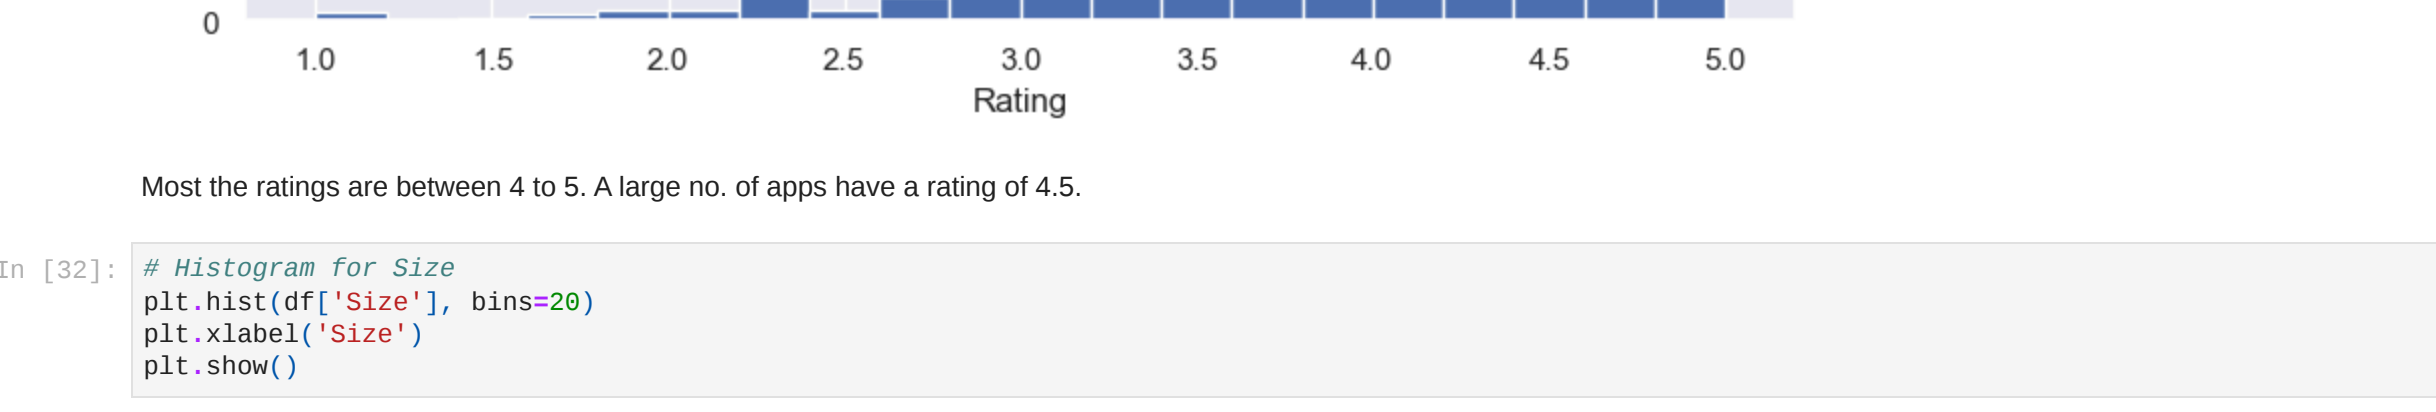 0
1.0 1.5 2.0 2.5 3.0 3.5 4.0 4.5 5.0
Rating
Most the ratings are between 4 to 5. A large no. of apps have a rating of 4.5.
In [32]:
# Histogram for Size
plt.hist(df['Size'], bins=20)
plt.xlabel('Size')
plt.show()